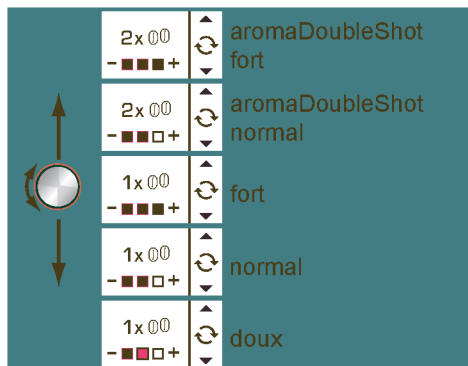 2x
- +
aromaDoubleShot
fort
2x
- +
aromaDoubleShot
normal
1x
- +
fort
1x
- +
normal
1x
- +
doux